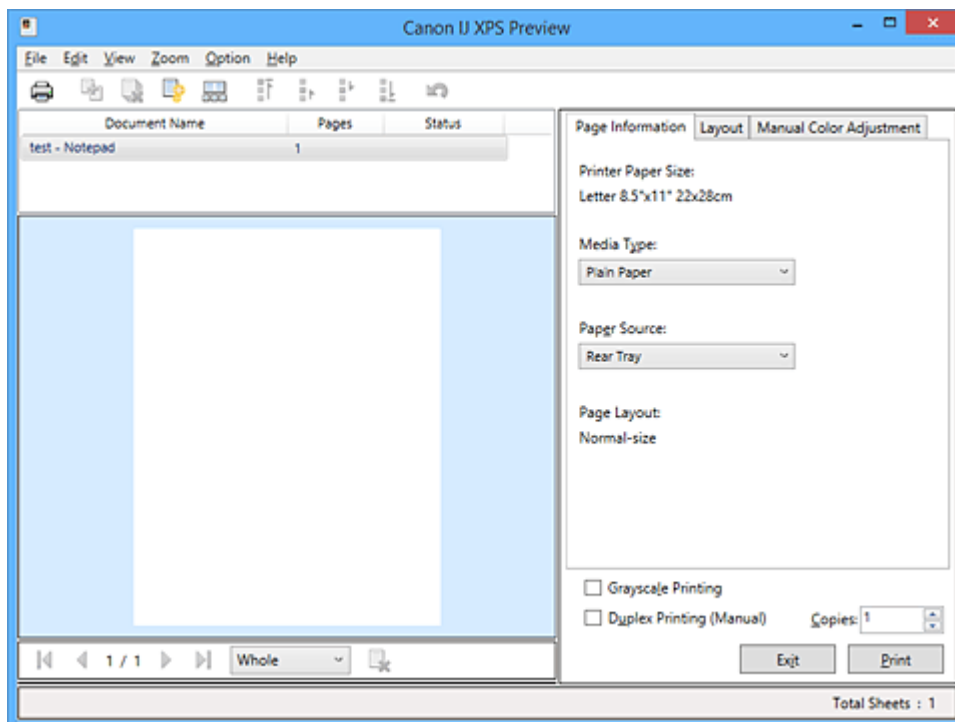 Canon IJ XPS Preview
File Edit View Zoom Option Help
Document Name Pages Status
test - Notepad 1
Page Information Layout Manual Color Adjustment
Printer Paper Size:
Letter 8.5"x11" 22x28cm
Media Type:
Plain Paper
Paper Source:
Rear Tray
Page Layout:
Normal-size
Grayscale Printing
Duplex Printing (Manual) Copies: 1
1 / 1 Whole
Exit Print
Total Sheets : 1